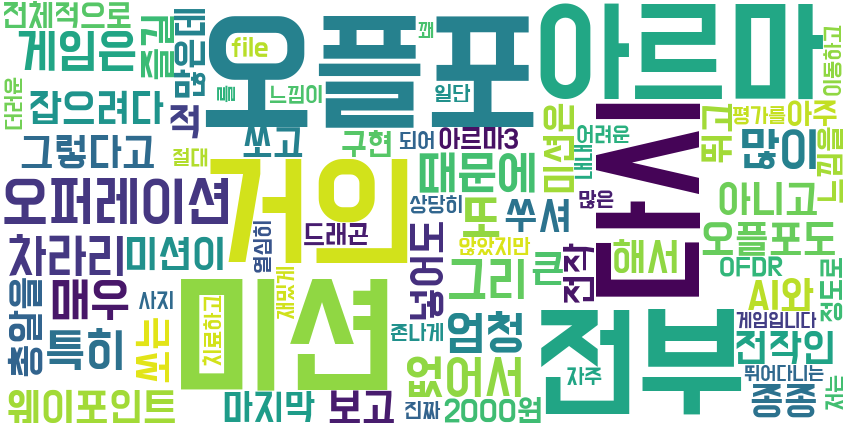 전체적으로
게임은
즐길
많은데
적
오플포
file
를
느낌이
꽤
일단
아르마
이동하고
더러운
잡으려다
그렇다고
절대
쏘고
구현
되어
아르마3
어려운
내내
미션은
다시
뛰고
평가를
아주
많이
느낌을
오퍼레이션
거의
때문에
상당히
또
쑤셔
많은
아니고
차라리
미션이
열심히
드래곤
넣어도
않았지만
그리
큰
전작
해서
오플포도
OFDR
정도로
총알을
매우
사지
치료하고
재밌게
존나게
엄청
AI와
게임입니다
특히
쏘는
미션
없어서
전부
전작인
뛰어다니는
웨이포인트
마지막
보고
진짜
2000원
자주
종종
저는